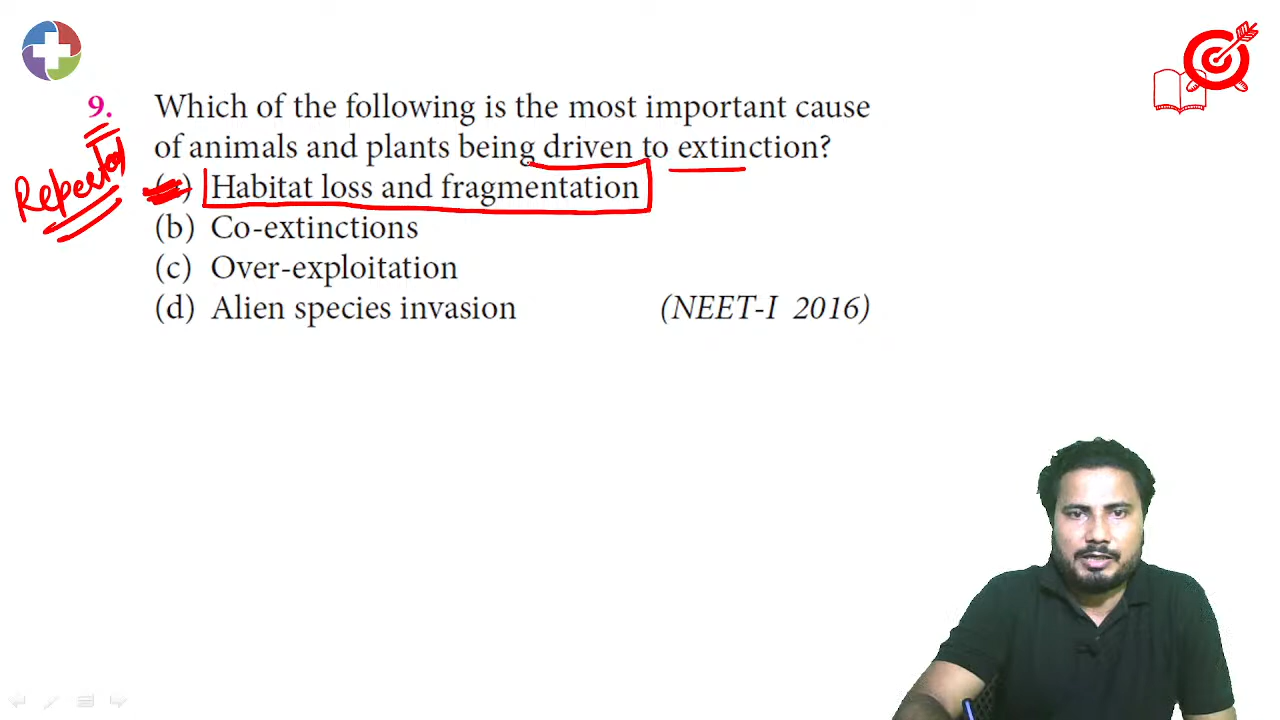 9. Which of the following is the most important cause
of animals and plants being driven to extinction?
Repeated
Habitat loss and fragmentation
(b) Co-extinctions
(c) Over-exploitation
(d) Alien species invasion (NEET-I 2016)